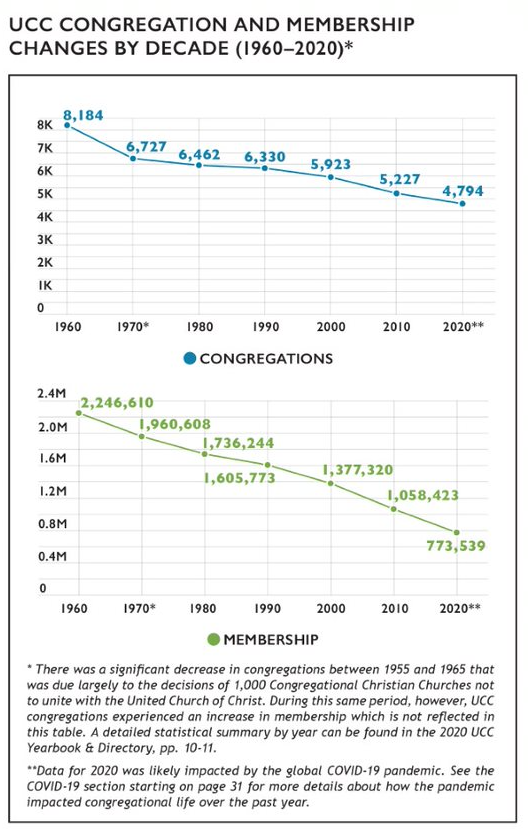 UCC CONGREGATION AND MEMBERSHIP
CHANGES BY DECADE (1960–2020)*
8,184
6,727
6,462
6,330
5,923
5,227
4,794
8K
7K
6K
5K
4K
3K
2K
1K
0
1960 1970* 1980 1990 2000 2010 2020**
CONGREGATIONS
2,246,610
1,960,608
1,736,244
1,605,773
1,377,320
1,058,423
773,539
2.4M
2.0M
1.6M
1.2M
0.8M
0.4M
0
1960 1970* 1980 1990 2000 2010 2020**
MEMBERSHIP
* There was a significant decrease in congregations between 1955 and 1965 that
was due largely to the decisions of 1,000 Congregational Christian Churches not
to unite with the United Church of Christ. During this same period, however, UCC
congregations experienced an increase in membership which is not reflected in
this table. A detailed statistical summary by year can be found in the 2020 UCC
Yearbook & Directory, pp. 10-11.
**Data for 2020 was likely impacted by the global COVID-19 pandemic. See the
COVID-19 section starting on page 31 for more details about how the pandemic
impacted congregational life over the past year.